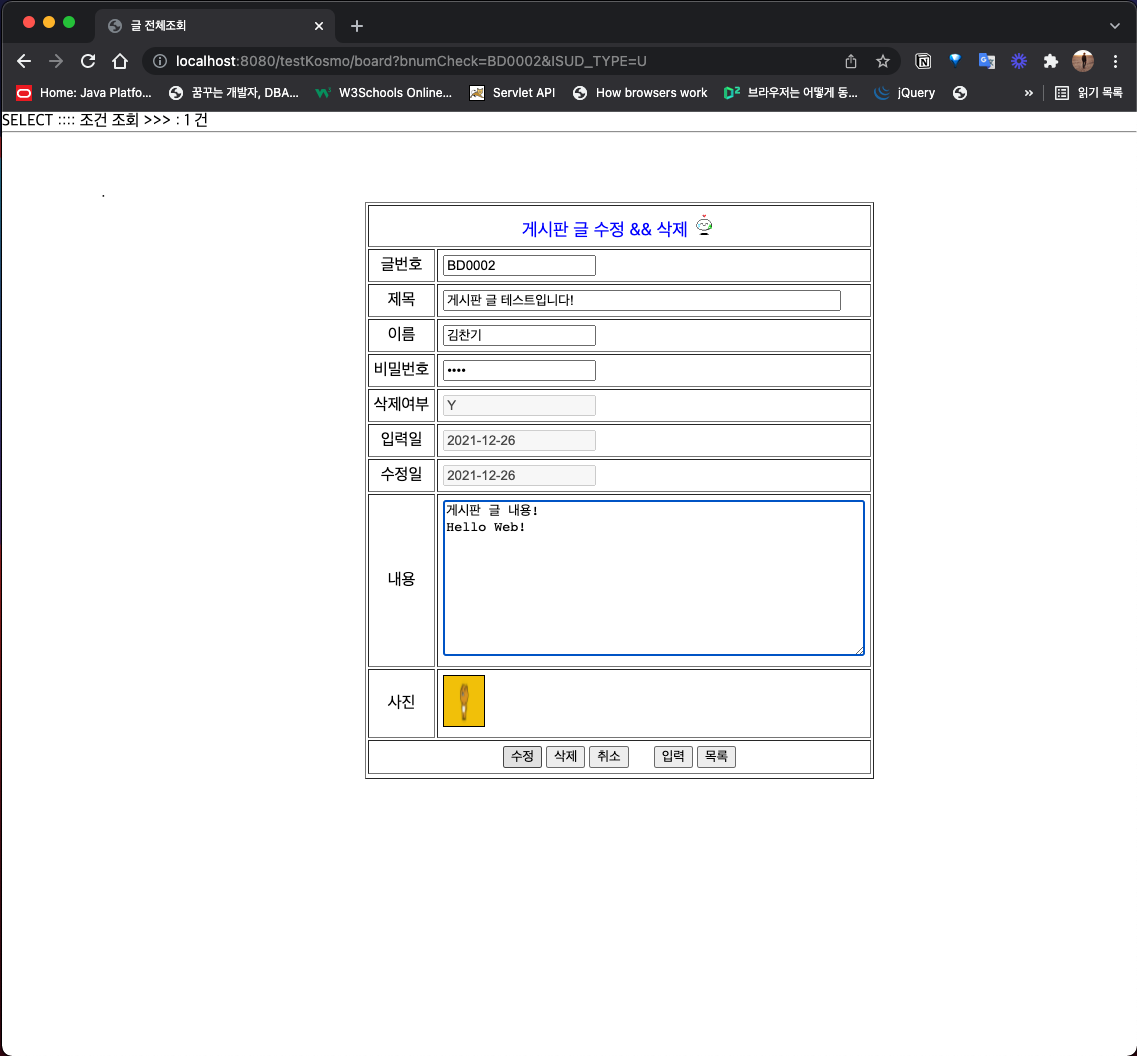 글 전체조회
localhost:8080/testKosmo/board?bnumCheck=BD0002&ISUD_TYPE=U
Home: Java Platfo... 꿈꾸는 개발자, DBA... W3Schools Online... Servlet API How browsers work 브라우저는 어떻게 동... jQuery » 읽기 목록
SELECT :::: 조건 조회 >>> : 1 건
.
게시판 글 수정 && 삭제
글번호 BD0002
제목 게시판 글 테스트입니다!
이름 김찬기
비밀번호 ••••
삭제여부 Y
입력일 2021-12-26
수정일 2021-12-26
내용 게시판 글 내용!
Hello Web!
사진
수정 삭제 취소 입력 목록